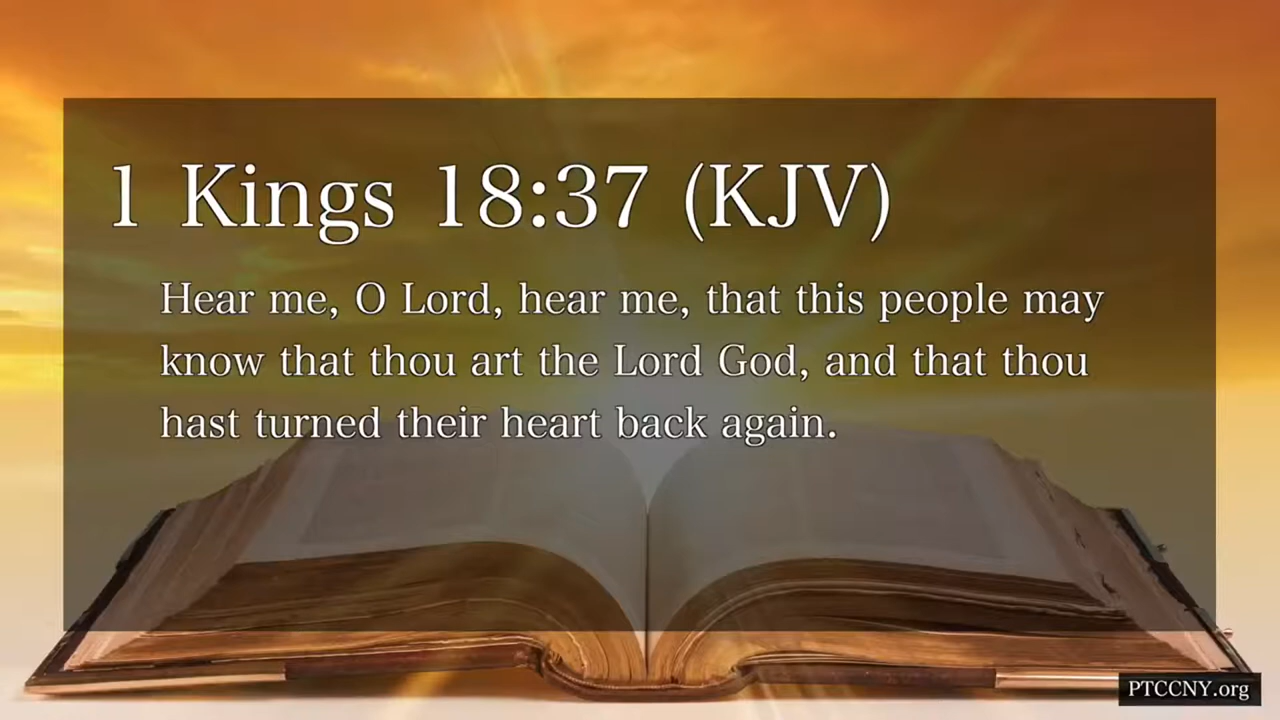 1 Kings 18:37 (KJV)
Hear me, O Lord, hear me, that this people may
know that thou art the Lord God, and that thou
hast turned their heart back again.
PTCCNY.org